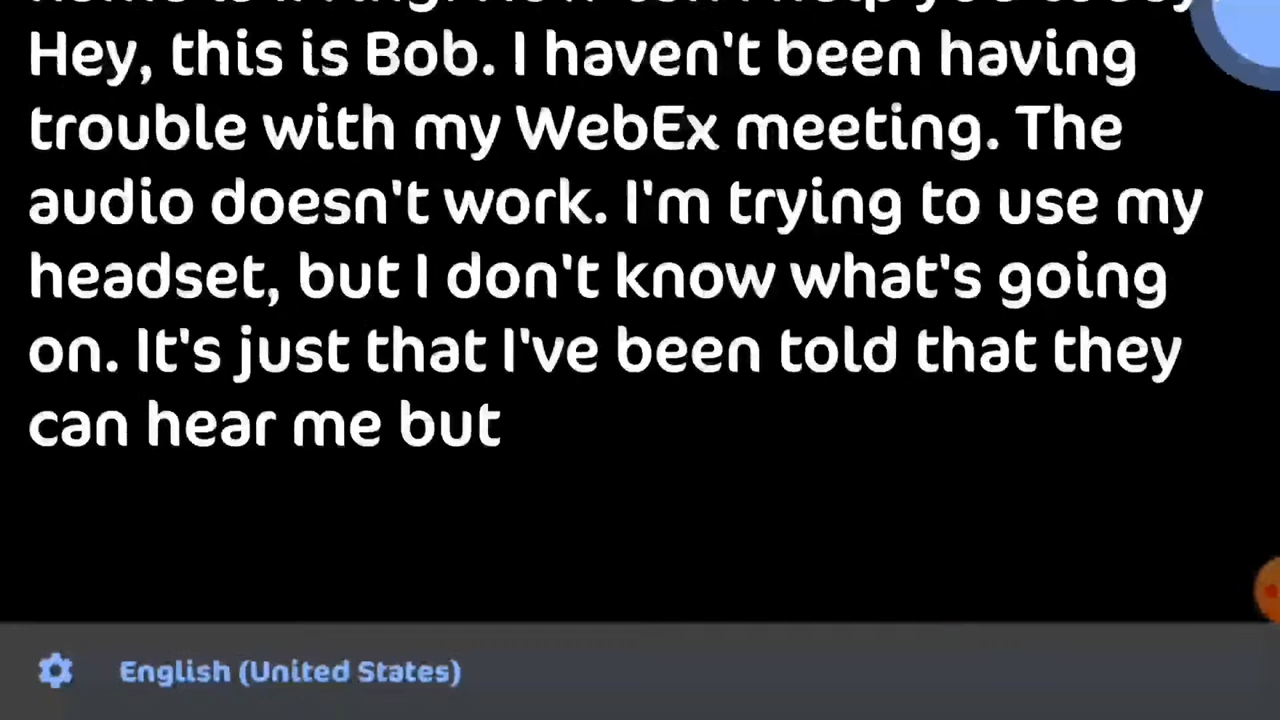 Hey, this is Bob. I haven't been having
trouble with my WebEx meeting. The
audio doesn't work. I'm trying to use my
headset, but I don't know what's going
on. It's just that I've been told that they
can hear me but
English (United States)